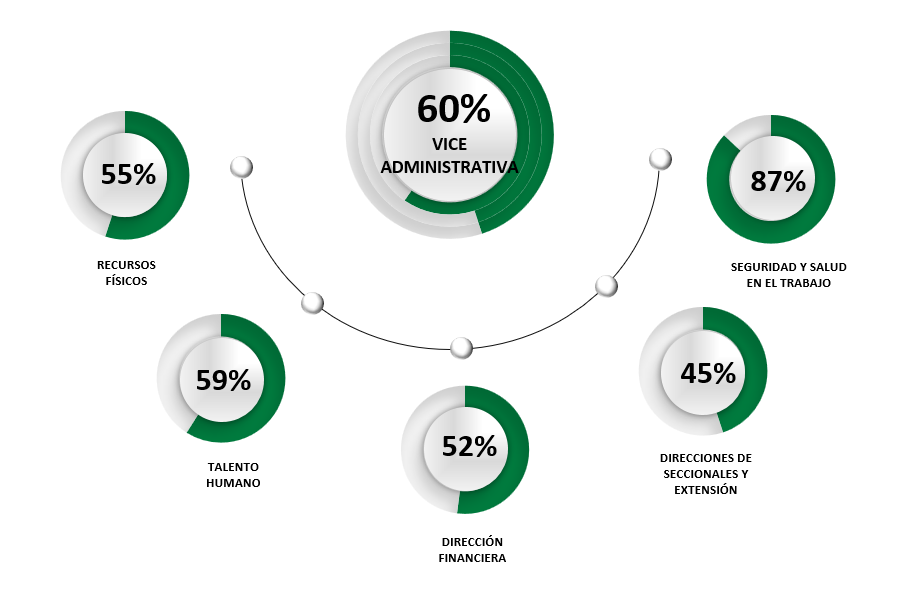 60%
VICE
ADMINISTRATIVA
55%
RECURSOS
FÍSICOS
59%
TALENTO
HUMANO
52%
DIRECCIÓN
FINANCIERA
45%
DIRECCIONES DE
SECCIONALES Y
EXTENSIÓN
87%
SEGURIDAD Y SALUD
EN EL TRABAJO